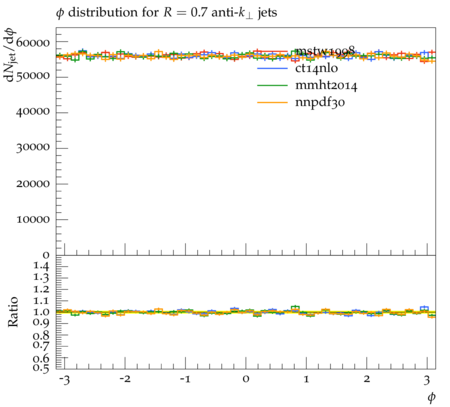 ϕ distribution for R = 0.7 anti-k⊥ jets
dNjet/dϕ
60000
50000
40000
30000
20000
10000
0
mstw1998
ct14nlo
mmht2014
nnpdf30
Ratio
1.4
1.3
1.2
1.1
1.0
0.9
0.8
0.7
0.6
0.5
-3 -2 -1 0 1 2 3
ϕ